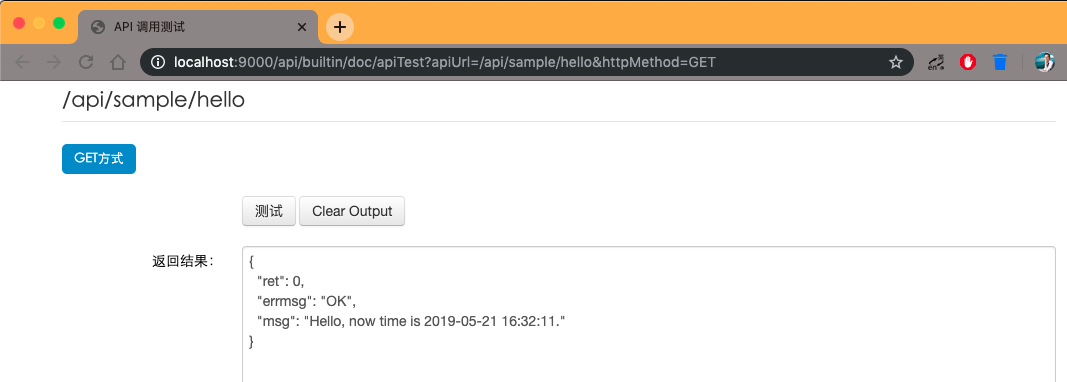 API 调用测试
localhost:9000/api/builtin/doc/apiTest?apiUrl=/api/sample/hello&httpMethod=GET
en
/api/sample/hello
GET方式
测试 Clear Output
返回结果：
{
"ret": 0,
"errmsg": "OK",
"msg": "Hello, now time is 2019-05-21 16:32:11."
}